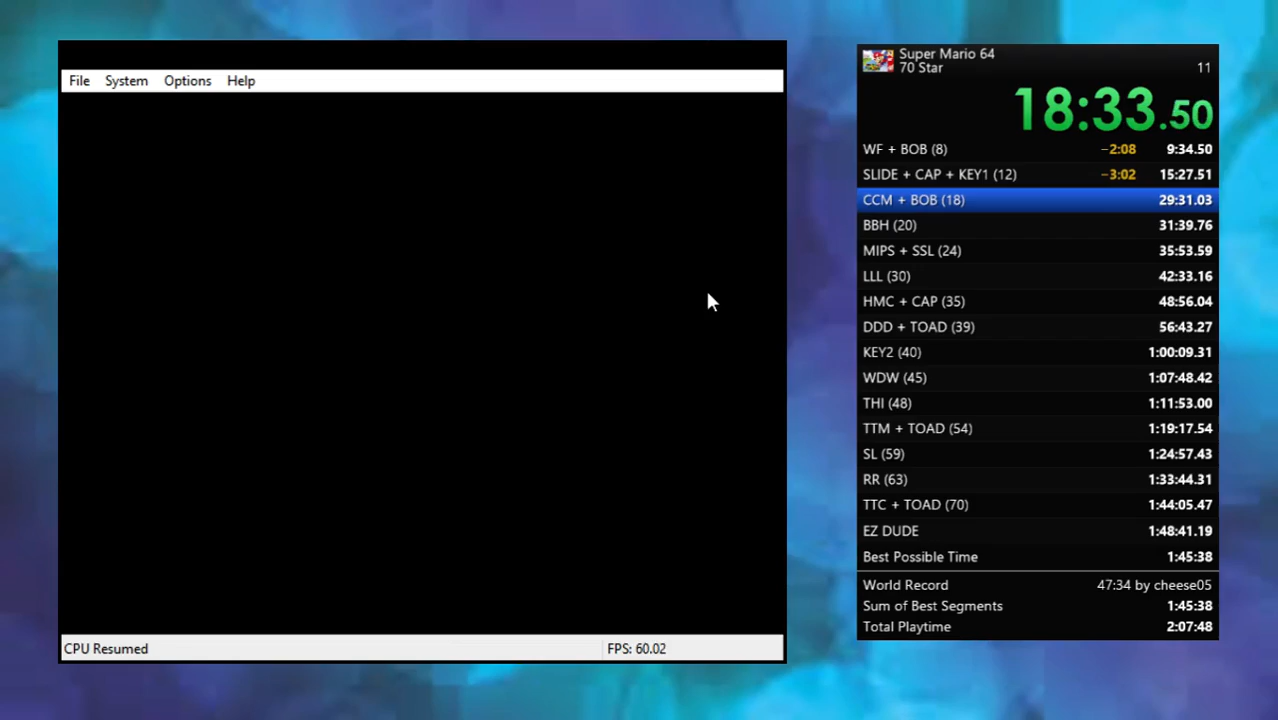 File System Options Help
CPU Resumed FPS: 60.02
Super Mario 64
70 Star 11
18:33.50
WF + BOB (8) −2:08 9:34.50
SLIDE + CAP + KEY1 (12) −3:02 15:27.51
CCM + BOB (18) 29:31.03
BBH (20) 31:39.76
MIPS + SSL (24) 35:53.59
LLL (30) 42:33.16
HMC + CAP (35) 48:56.04
DDD + TOAD (39) 56:43.27
KEY2 (40) 1:00:09.31
WDW (45) 1:07:48.42
THI (48) 1:11:53.00
TTM + TOAD (54) 1:19:17.54
SL (59) 1:24:57.43
RR (63) 1:33:44.31
TTC + TOAD (70) 1:44:05.47
EZ DUDE 1:48:41.19
Best Possible Time 1:45:38
World Record 47:34 by cheese05
Sum of Best Segments 1:45:38
Total Playtime 2:07:48